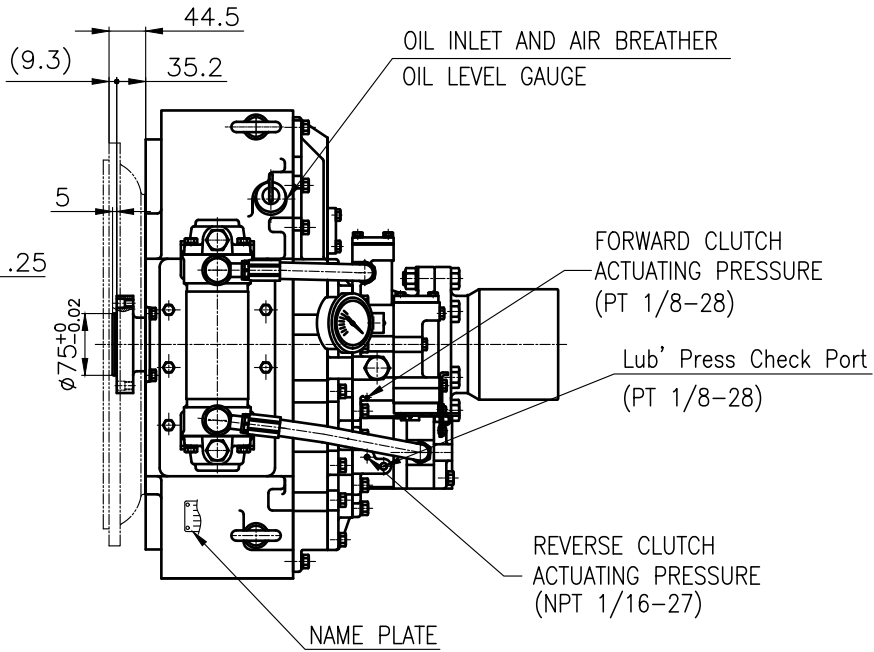 44.5
(9.3)
35.2
OIL INLET AND AIR BREATHER
OIL LEVEL GAUGE
5
.25
FORWARD CLUTCH
ACTUATING PRESSURE
(PT 1/8-28)
ø75+0 -0.02
Lub' Press Check Port
(PT 1/8-28)
REVERSE CLUTCH
ACTUATING PRESSURE
(NPT 1/16-27)
NAME PLATE